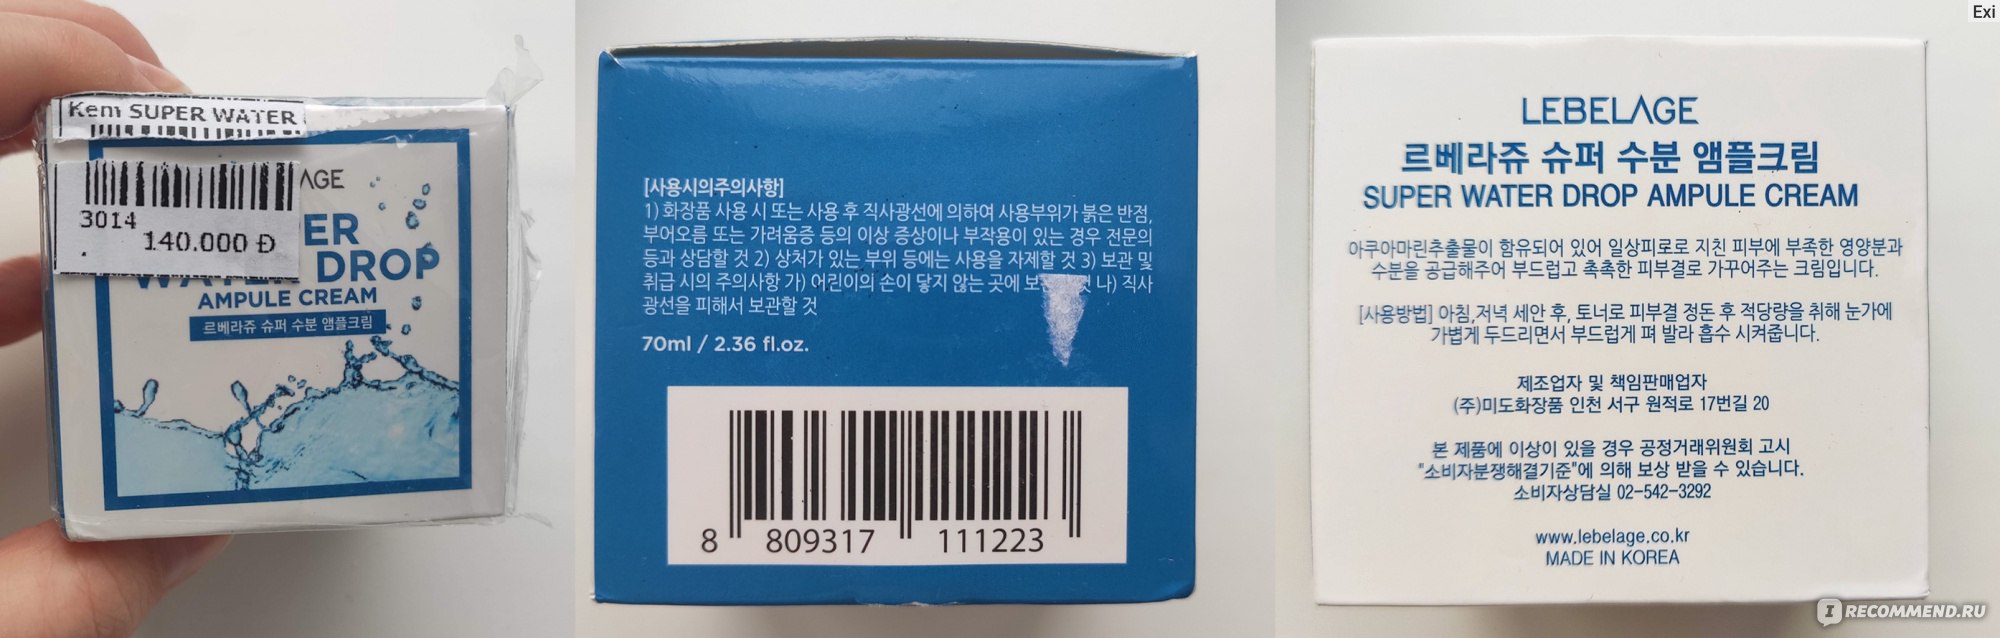 Kem SUPER WATER
3014
140.000 Đ
AGE
ER
WATER DROP
AMPULE CREAM
르베라쥬 슈퍼 수분 앰플크림
[사용시의주의사항]
1) 화장품 사용 시 또는 사용 후 직사광선에 의하여 사용부위가 붉은 반점,
부어오름 또는 가려움증 등의 이상 증상이나 부작용이 있는 경우 전문의
등과 상담할 것 2) 상처가 있는 부위 등에는 사용을 자제할 것 3) 보관 및
취급 시의 주의사항 가) 어린이의 손이 닿지 않는 곳에 나) 직사
광선을 피해서 보관할 것
70ml / 2.36 fl.oz.
8 809317 111223
LEBELAGE
르베라쥬 슈퍼 수분 앰플크림
SUPER WATER DROP AMPULE CREAM
아쿠아마린추출물이 함유되어 있어 일상피로로 지친 피부에 부족한 영양분과
수분을 공급해주어 부드럽고 촉촉한 피부결로 가꾸어주는 크림입니다.
[사용방법] 아침,저녁 세안 후, 토너로 피부결 정돈 후 적당량을 취해 눈가에
가볍게 두드리면서 부드럽게 펴 발라 흡수 시켜줍니다.
제조업자 및 책임판매업자
(주)미도화장품 인천 서구 원적로 17번길 20
본 제품에 이상이 있을 경우 공정거래위원회 고시
"소비자분쟁해결기준"에 의해 보상 받을 수 있습니다.
소비자상담실 02-542-3292
www.lebelage.co.kr
MADE IN KOREA
Exi
RECOMMEND.RU